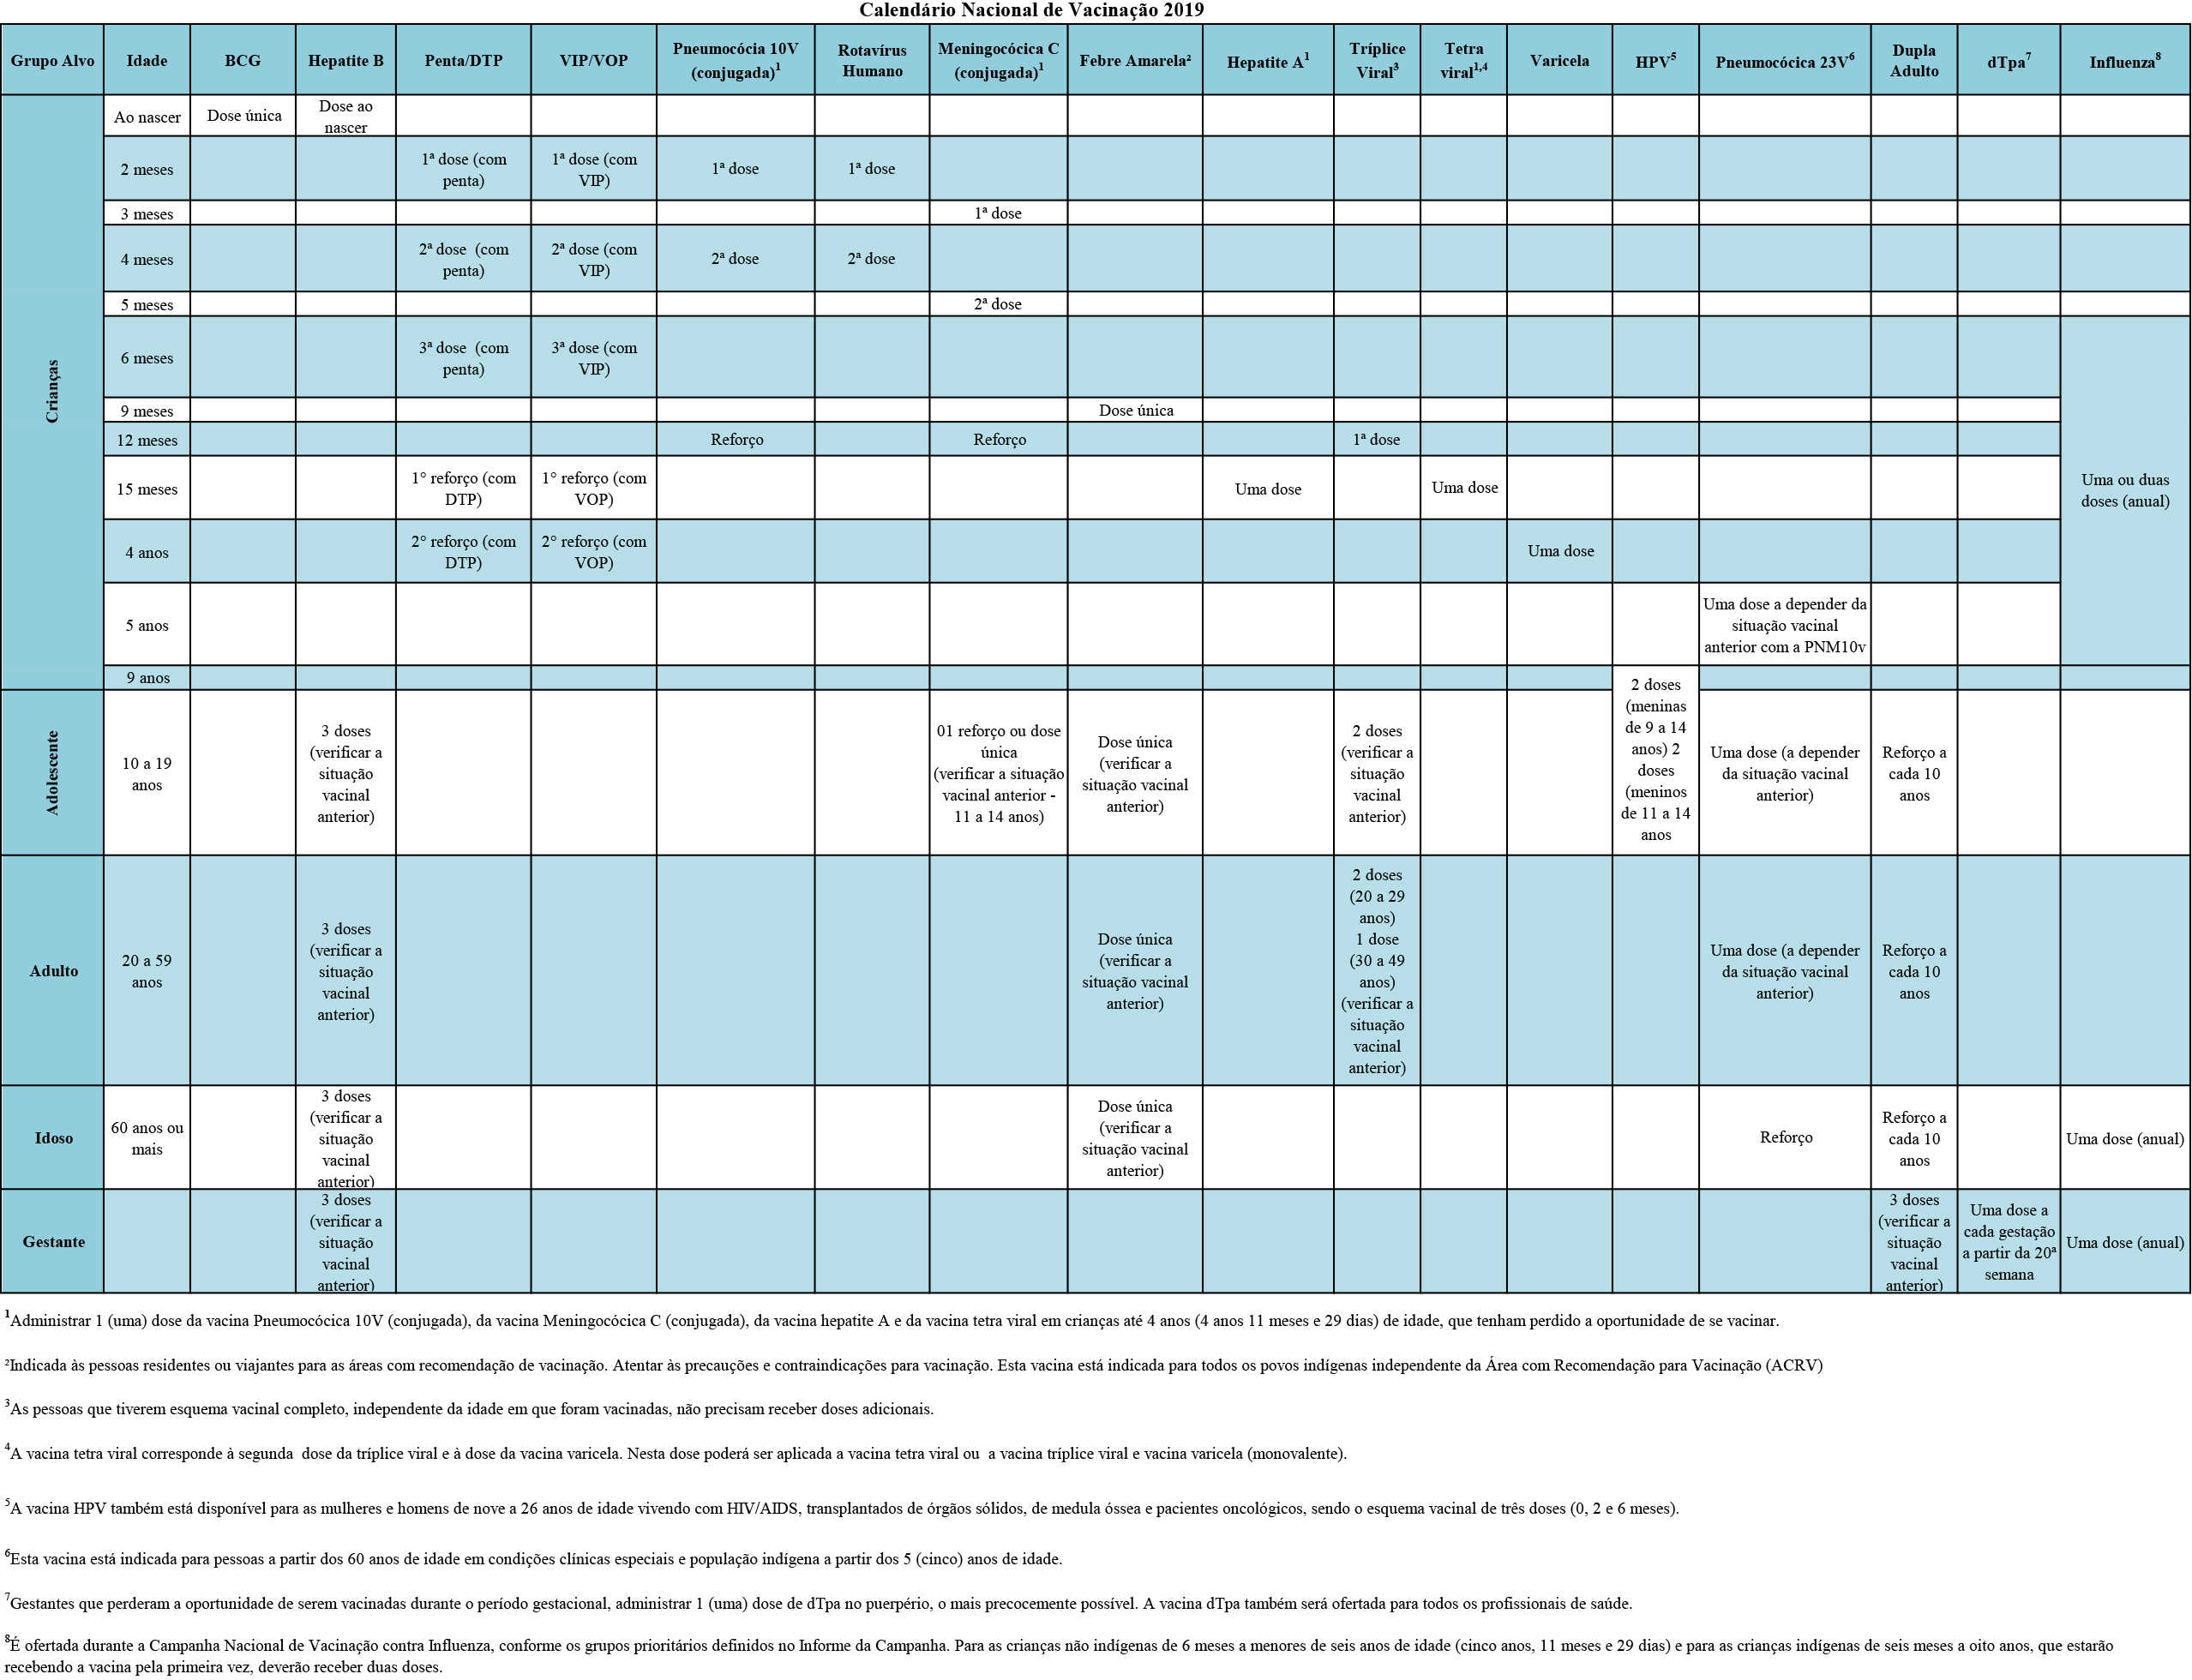 Calendário Nacional de Vacinação 2019
Grupo Alvo
Idade
BCG
Hepatite B
Penta/DTP
VIP/VOP
Pneumocócia 10V
(conjugada)1
Rotavírus
Humano
Meningocócica C
(conjugada)1
Febre Amarela²
Hepatite A1
Tríplice
Viral3
Tetra
viral1,4
Varicela
HPV5
Pneumocócica 23V6
Dupla
Adulto
dTpa7
Influenza8
Crianças
Ao nascer
Dose única
Dose ao
nascer
2 meses
1ª dose (com
penta)
1ª dose (com
VIP)
1ª dose
1ª dose
3 meses
1ª dose
4 meses
2ª dose  (com
penta)
2ª dose (com
VIP)
2ª dose
2ª dose
5 meses
2ª dose
6 meses
3ª dose  (com
penta)
3ª dose (com
VIP)
Uma ou duas
doses (anual)
9 meses
Dose única
12 meses
Reforço
Reforço
1ª dose
15 meses
1° reforço (com
DTP)
1° reforço (com
VOP)
Uma dose
Uma dose
4 anos
2° reforço (com
DTP)
2° reforço (com
VOP)
Uma dose
5 anos
Uma dose a depender da
situação vacinal
anterior com a PNM10v
9 anos
2 doses
(meninas
de 9 a 14
anos) 2
doses
(meninos
de 11 a 14
anos
Adolescente
10 a 19
anos
3 doses
(verificar a
situação
vacinal
anterior)
01 reforço ou dose
única
(verificar a situação
vacinal anterior -
11 a 14 anos)
Dose única
(verificar a
situação vacinal
anterior)
2 doses
(verificar a
situação
vacinal
anterior)
Uma dose (a depender
da situação vacinal
anterior)
Reforço a
cada 10
anos
Adulto
20 a 59
anos
3 doses
(verificar a
situação
vacinal
anterior)
Dose única
(verificar a
situação vacinal
anterior)
2 doses
(20 a 29
anos)
1 dose
(30 a 49
anos)
(verificar a
situação
vacinal
anterior)
Uma dose (a depender
da situação vacinal
anterior)
Reforço a
cada 10
anos
Idoso
60 anos ou
mais
3 doses
(verificar a
situação
vacinal
anterior)
Dose única
(verificar a
situação vacinal
anterior)
Reforço
Reforço a
cada 10
anos
Uma dose (anual)
Gestante
3 doses
(verificar a
situação
vacinal
anterior)
3 doses
(verificar a
situação
vacinal
anterior)
Uma dose a
cada gestação
a partir da 20ª
semana
Uma dose (anual)
1Administrar 1 (uma) dose da vacina Pneumocócica 10V (conjugada), da vacina Meningocócica C (conjugada), da vacina hepatite A e da vacina tetra viral em crianças até 4 anos (4 anos 11 meses e 29 dias) de idade, que tenham perdido a oportunidade de se vacinar.
²Indicada às pessoas residentes ou viajantes para as áreas com recomendação de vacinação. Atentar às precauções e contraindicações para vacinação. Esta vacina está indicada para todos os povos indígenas independente da Área com Recomendação para Vacinação (ACRV)
3As pessoas que tiverem esquema vacinal completo, independente da idade em que foram vacinadas, não precisam receber doses adicionais.
4A vacina tetra viral corresponde à segunda  dose da tríplice viral e à dose da vacina varicela. Nesta dose poderá ser aplicada a vacina tetra viral ou  a vacina tríplice viral e vacina varicela (monovalente).
5A vacina HPV também está disponível para as mulheres e homens de nove a 26 anos de idade vivendo com HIV/AIDS, transplantados de órgãos sólidos, de medula óssea e pacientes oncológicos, sendo o esquema vacinal de três doses (0, 2 e 6 meses).
6Esta vacina está indicada para pessoas a partir dos 60 anos de idade em condições clínicas especiais e população indígena a partir dos 5 (cinco) anos de idade.
7Gestantes que perderam a oportunidade de serem vacinadas durante o período gestacional, administrar 1 (uma) dose de dTpa no puerpério, o mais precocemente possível. A vacina dTpa também será ofertada para todos os profissionais de saúde.
8É ofertada durante a Campanha Nacional de Vacinação contra Influenza, conforme os grupos prioritários definidos no Informe da Campanha. Para as crianças não indígenas de 6 meses a menores de seis anos de idade (cinco anos, 11 meses e 29 dias) e para as crianças indígenas de seis meses a oito anos, que estarão
recebendo a vacina pela primeira vez, deverão receber duas doses.